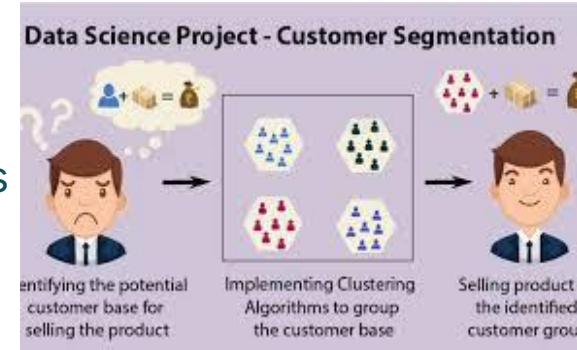 Data Science Project - Customer Segmentation
s
entifying the potential
customer base for
selling the product
Implementing Clustering
Algorithms to group
the customer base
Selling product
the identified
customer grou